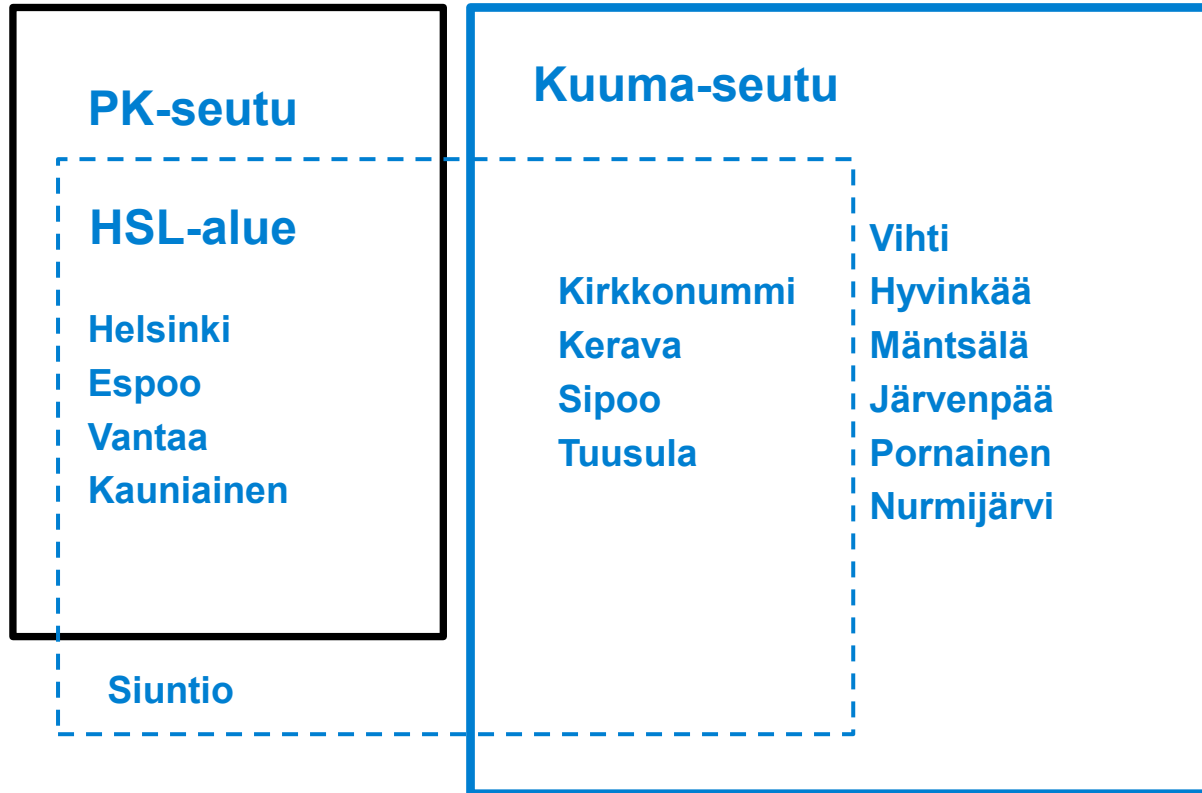 PK-seutu
HSL-alue
Helsinki
Espoo
Vantaa
Kauniainen
Siuntio
Kuuma-seutu
Kirkkonummi
Kerava
Sipoo
Tuusula
Vihti
Hyvinkää
Mäntsälä
Järvenpää
Pornainen
Nurmijärvi